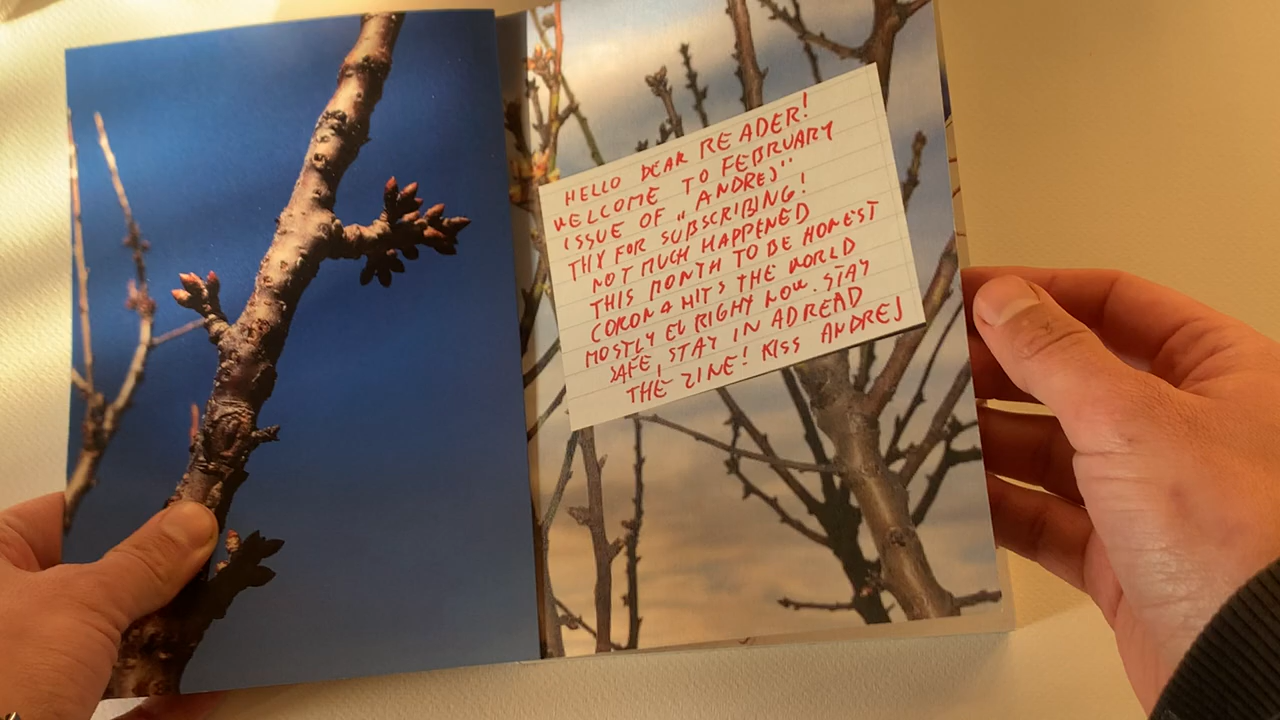 HELLO DEAR READER!
WELCOME TO FEBRUARY
ISSUE OF „ANDREJ"
THX FOR SUBSCRIBING!
NOT MUCH HAPPENED
THIS MONTH TO BE HONEST
CORONA HITS THE WORLD
MOSTLY EU RIGHT NOW. STAY
SAFE, STAY IN AD READ
THE ZINE! KISS ANDREJ